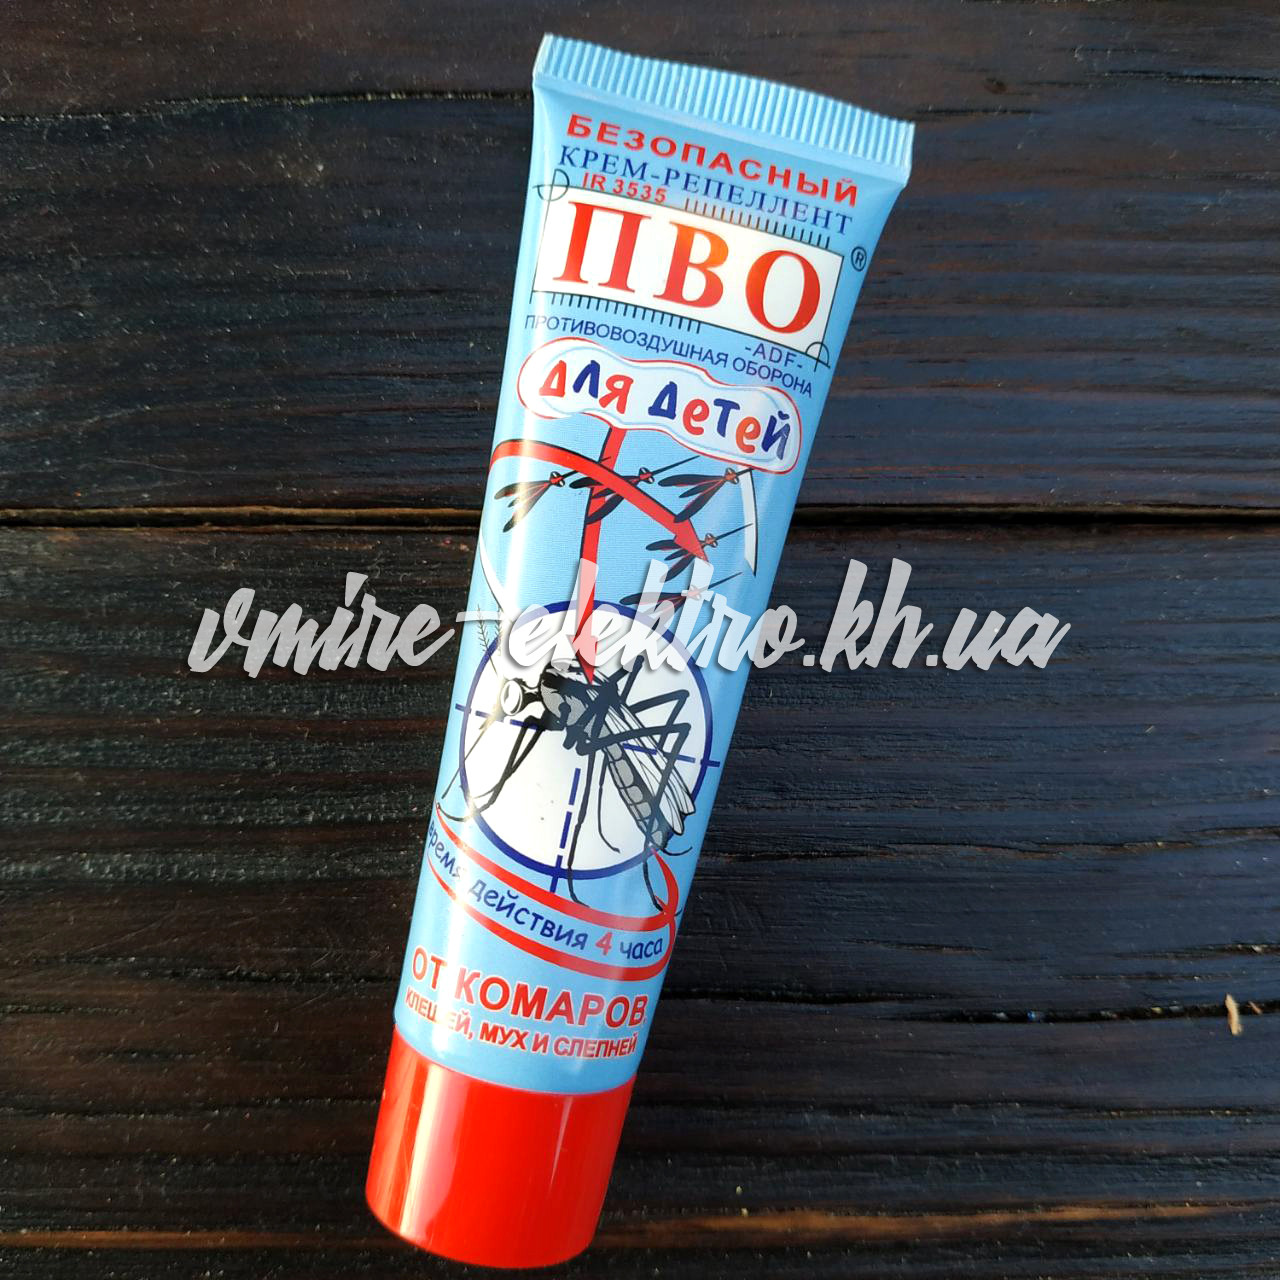 БЕЗОПАСНЫЙ
КРЕМ-РЕПЕЛЛЕНТ
IR 3535
ПВО®
-ADF-
ПРОТИВОВОЗДУШНАЯ ОБОРОНА
для детей
vmire-elektro.kh.ua
время действия 4 часа
ОТ КОМАРОВ,
КЛЕЩЕЙ, МУХ И СЛЕПНЕЙ